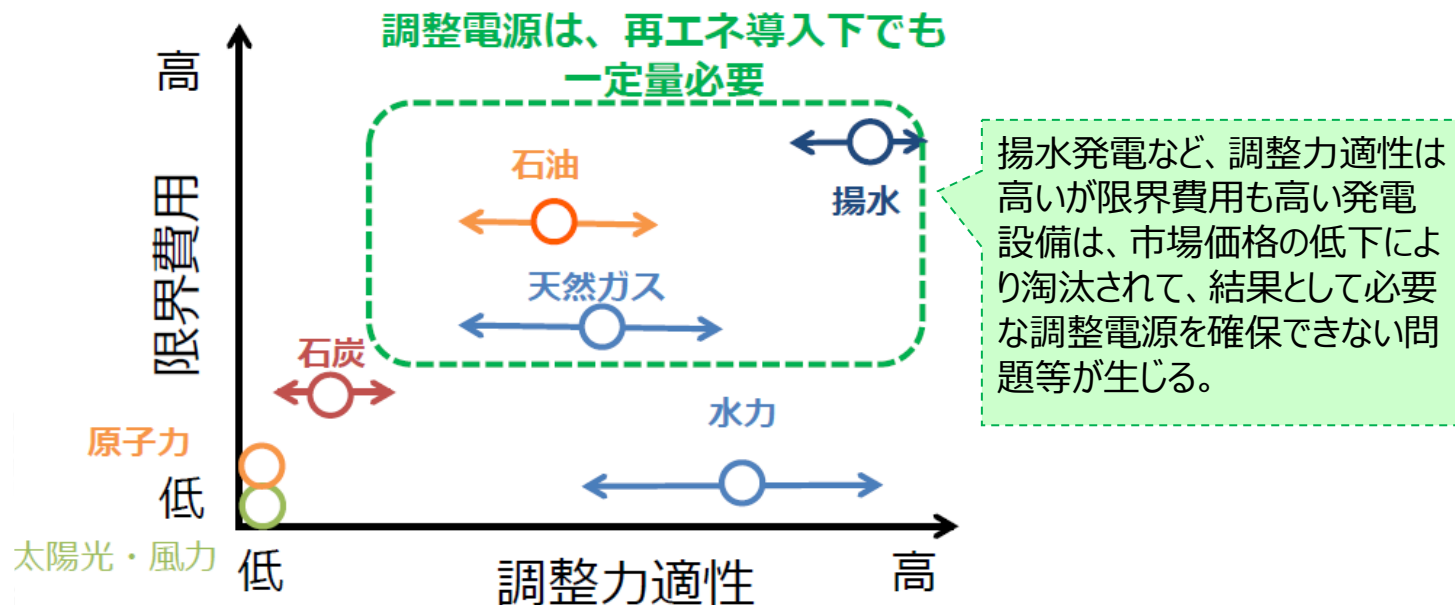 調整電源は、再エネ導入下でも
一定量必要
高
限界費用
石油
揚水
天然ガス
石炭
水力
原子力
低
太陽光・風力
低
調整力適性
高
揚水発電など、調整力適性は
高いが限界費用も高い発電
設備は、市場価格の低下によ
り淘汰されて、結果として必要
な調整電源を確保できない問
題等が生じる。